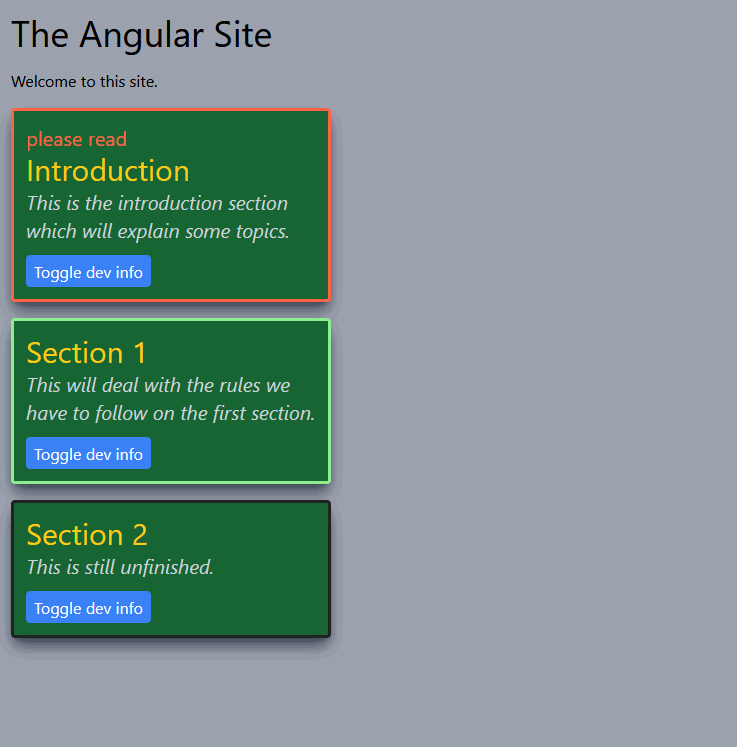 The Angular Site
Welcome to this site.
please read
Introduction
This is the introduction section
which will explain some topics.
Toggle dev info
Section 1
This will deal with the rules we
have to follow on the first section.
Toggle dev info
Section 2
This is still unfinished.
Toggle dev info